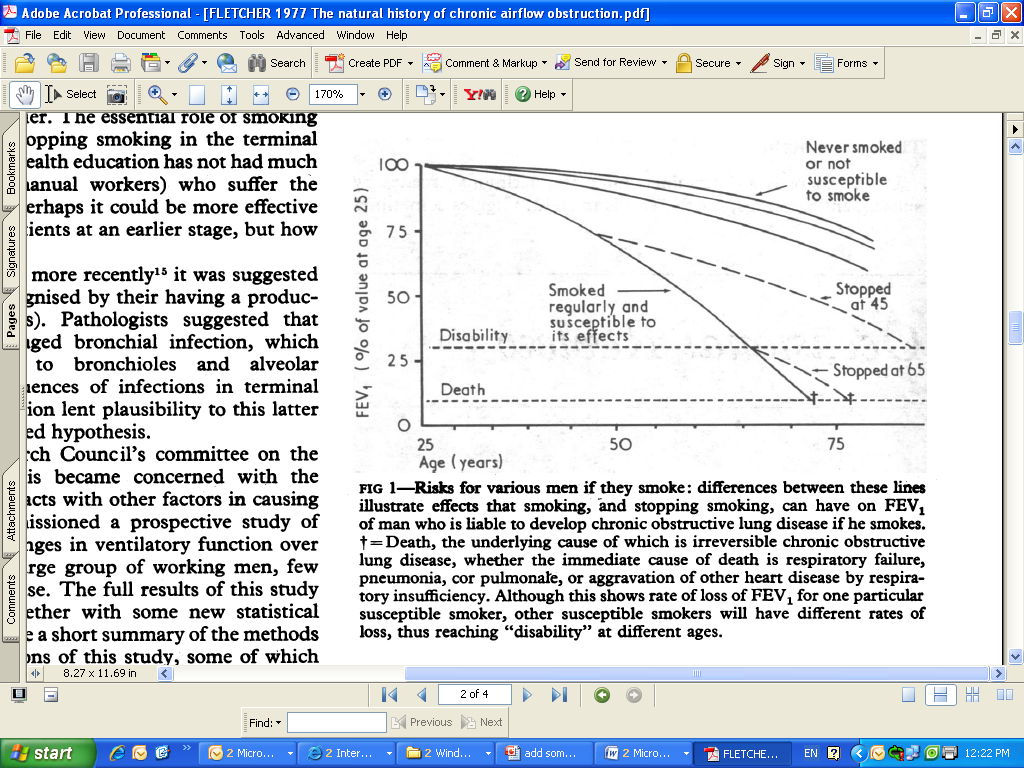 Adobe Acrobat Professional - [FLETCHER 1977 The natural history of chronic airflow obstruction.pdf]
File Edit View Document Comments Tools Advanced Window Help
Search Create PDF Comment & Markup Send for Review Secure Sign Forms
Select 170% Y! Help
Bookmarks
Signatures
Pages
Attachments
Comments
ier. The essential role of smoking
topping smoking in the terminal
ealth education has not had much
manual workers) who suffer the
erhaps it could be more effective
tients at an earlier stage, but how
more recently¹⁵ it was suggested
gnised by their having a produc-
s). Pathologists suggested that
ged bronchial infection, which
to bronchioles and alveolar
uences of infections in terminal
ion lent plausibility to this latter
ed hypothesis.
rch Council's committee on the
is became concerned with the
acts with other factors in causing
missioned a prospective study of
nges in ventilatory function over
arge group of working men, few
se. The full results of this study
ether with some new statistical
e a short summary of the methods
ons of this study, some of which
FEV₁ (% of value at age 25)
100
75
50
25
0
Never smoked
or not
susceptible
to smoke
Stopped
at 45
Smoked
regularly and
susceptible to
its effects
Disability
Stopped at 65
Death
† †
25 50 75
Age (years)
FIG 1—Risks for various men if they smoke: differences between these lines
illustrate effects that smoking, and stopping smoking, can have on FEV₁
of man who is liable to develop chronic obstructive lung disease if he smokes.
†=Death, the underlying cause of which is irreversible chronic obstructive
lung disease, whether the immediate cause of death is respiratory failure,
pneumonia, cor pulmonale, or aggravation of other heart disease by respira-
tory insufficiency. Although this shows rate of loss of FEV₁ for one particular
susceptible smoker, other susceptible smokers will have different rates of
loss, thus reaching "disability" at different ages.
8.27 x 11.69 in
2 of 4
Find: Previous Next
start 2 Micro... 2 Inter... 2 Wind... add som... 2 Micro... FLETCHE... EN 12:22 PM